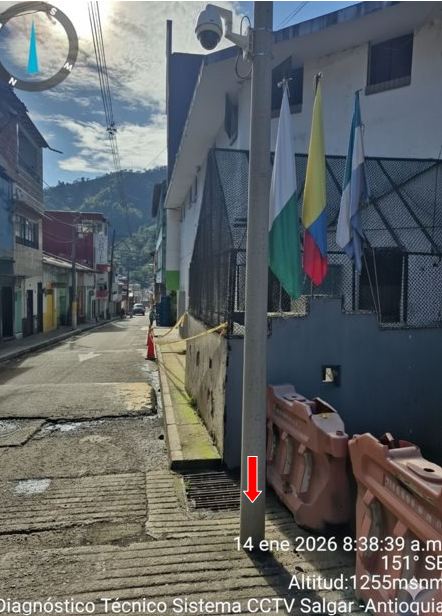 14 ene 2026 8:38:39 a.m.
151° SE
Altitud:1255msnm
Diagnóstico Técnico Sistema CCTV Salgar -Antioquia